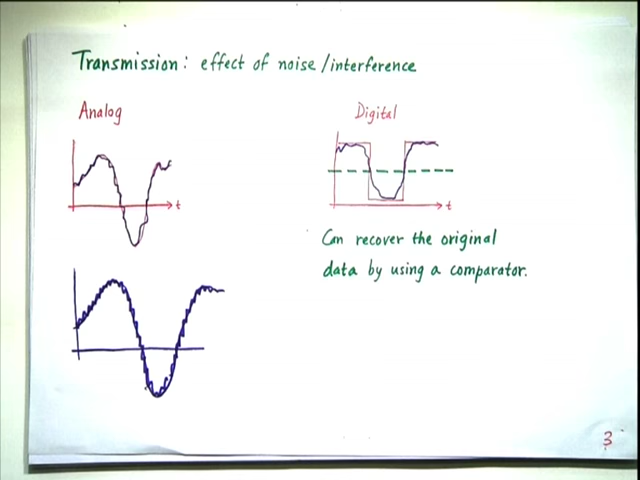 Transmission: effect of noise/interference
Analog
Digital
t
t
Can recover the original
data by using a comparator.
3